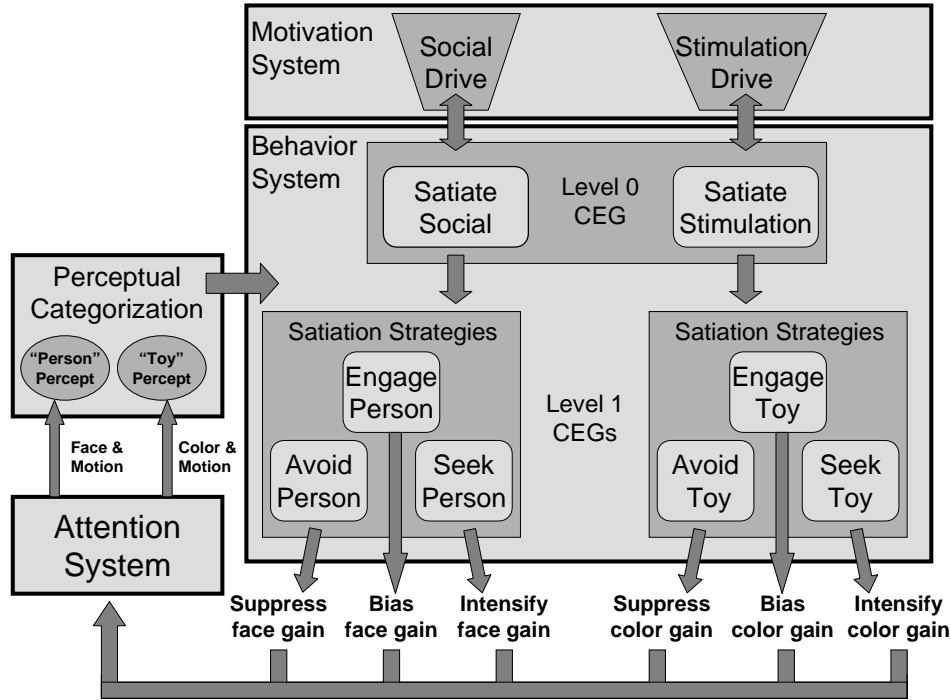 Motivation
System
Social
Drive
Stimulation
Drive
Behavior
System
Satiate
Social
Level 0
CEG
Satiate
Stimulation
Perceptual
Categorization
“Person”
Percept
“Toy”
Percept
Satiation Strategies
Engage
Person
Avoid
Person
Seek
Person
Level 1
CEGs
Satiation Strategies
Engage
Toy
Avoid
Toy
Seek
Toy
Face &
Motion
Color &
Motion
Attention
System
Suppress
face gain
Bias
face gain
Intensify
face gain
Suppress
color gain
Bias
color gain
Intensify
color gain